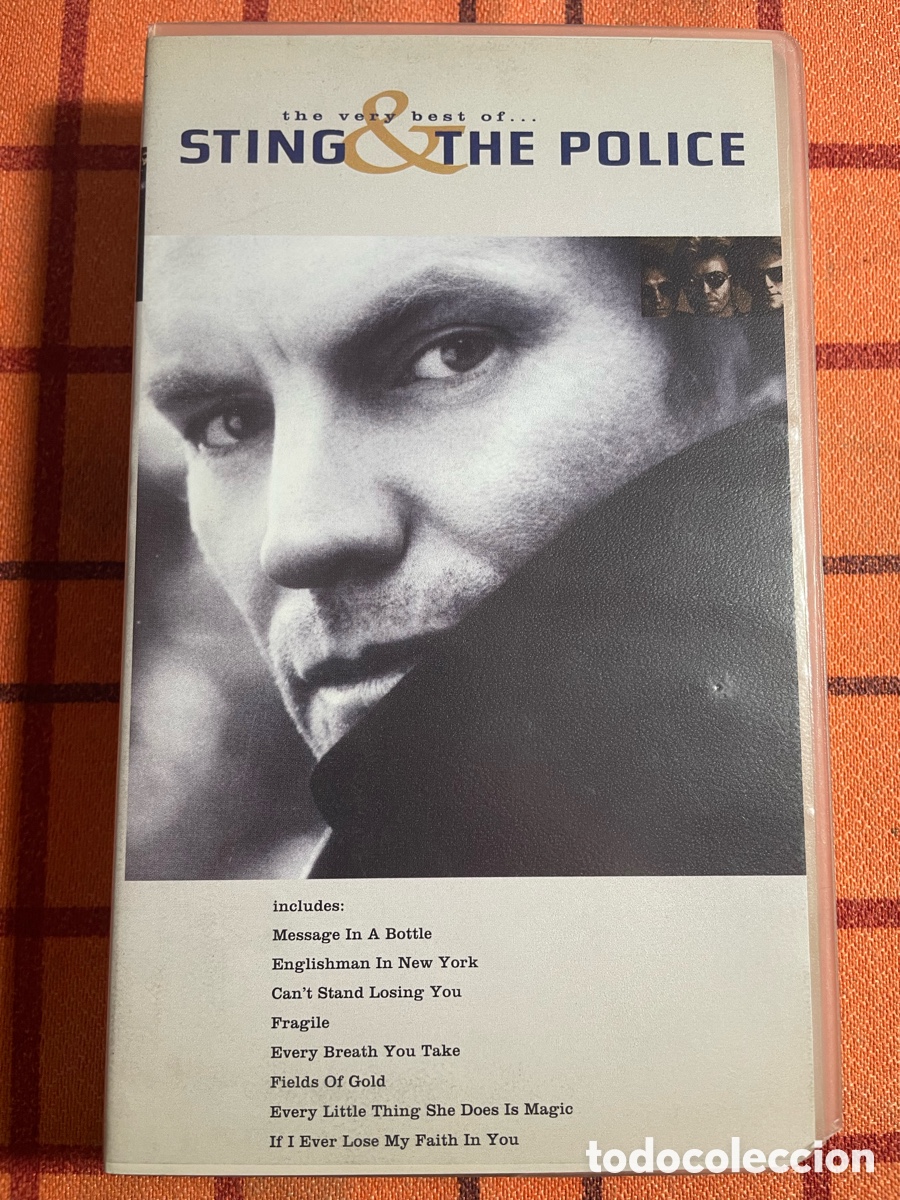 the very best of...
STING & THE POLICE
includes:
Message In A Bottle
Englishman In New York
Can't Stand Losing You
Fragile
Every Breath You Take
Fields Of Gold
Every Little Thing She Does Is Magic
If I Ever Lose My Faith In You
todocoleccion